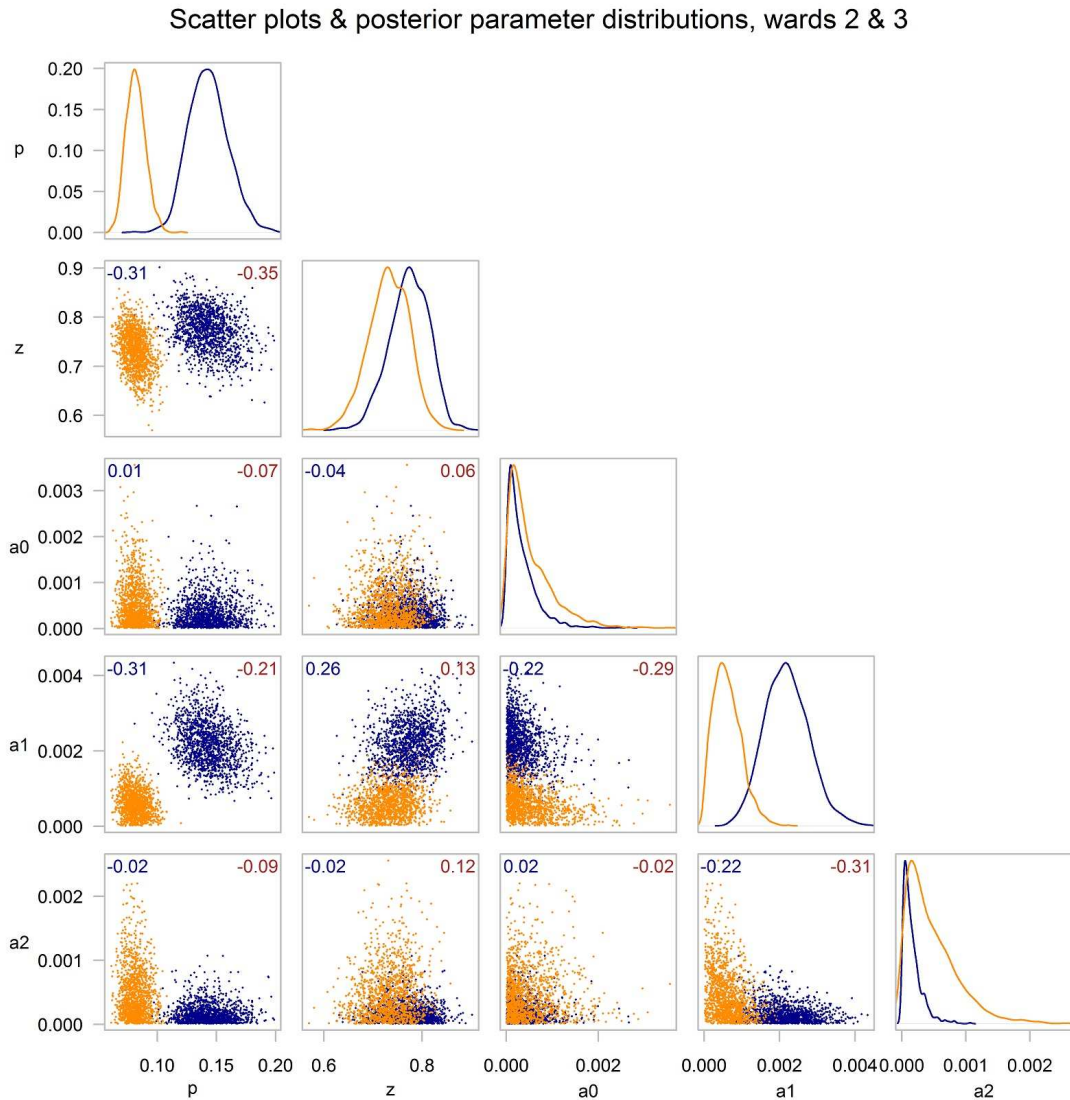 Scatter plots & posterior parameter distributions, wards 2 & 3
0.20
0.15
p 0.10
0.05
0.00
0.9 -0.31 -0.35
0.8
z
0.7
0.6
0.01 -0.07 -0.04 0.06
0.003
0.002
a0
0.001
0.000
-0.31 -0.21 0.26 0.13 -0.22 -0.29
0.004
a1 0.002
0.000
-0.02 -0.09 -0.02 0.12 0.02 -0.02 -0.22 -0.31
0.002
a2
0.001
0.000
0.10 0.15 0.20 0.6 0.8 0.000 0.002 0.000 0.002 0.004 0.000 0.001 0.002
p z a0 a1 a2